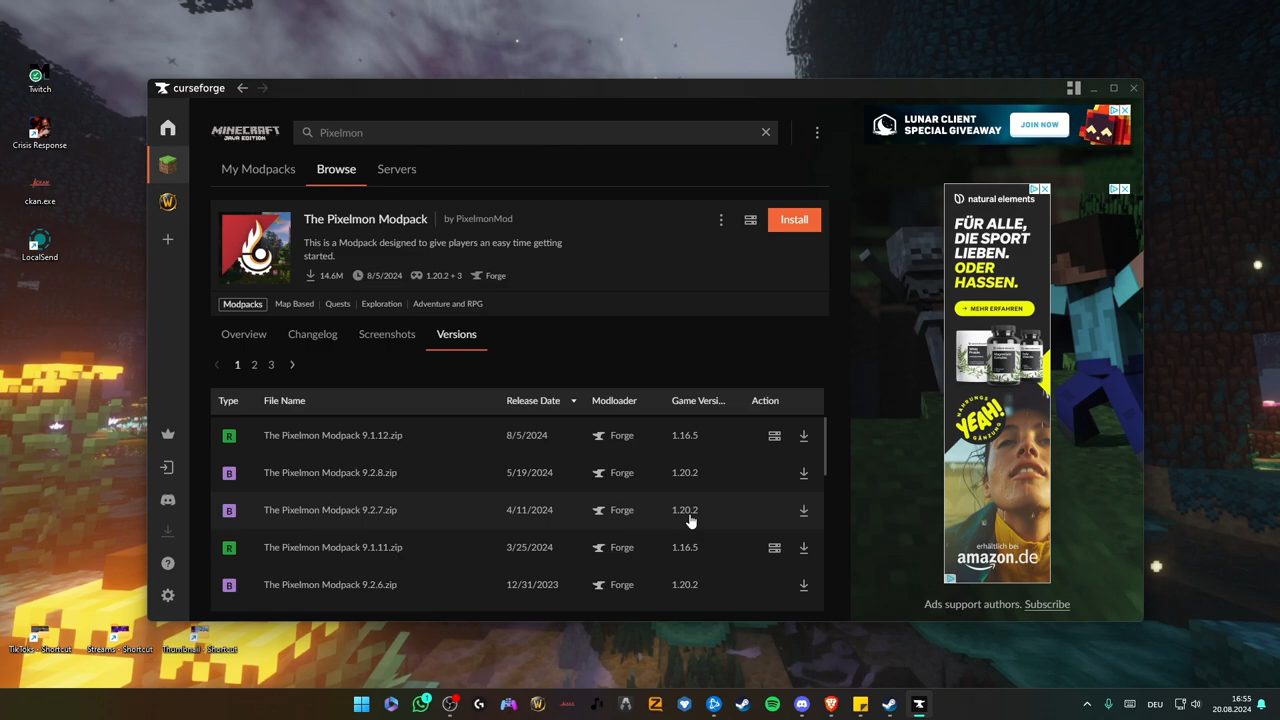 Twitch
Crisis Response
ckan.exe
LocalSend
TikToks - Shortcut
Streams - Shortcut
Thumbnail - Shortcut
curseforge
MINECRAFT
JAVA EDITION
Pixelmon
My Modpacks
Browse
Servers
The Pixelmon Modpack
by PixelmonMod
Install
This is a Modpack designed to give players an easy time getting
started.
14.6M
8/5/2024
1.20.2 + 3
Forge
Modpacks
Map Based
Quests
Exploration
Adventure and RPG
Overview
Changelog
Screenshots
Versions
1 2 3
Type File Name Release Date Modloader Game Versi... Action
R The Pixelmon Modpack 9.1.12.zip 8/5/2024 Forge 1.16.5
B The Pixelmon Modpack 9.2.8.zip 5/19/2024 Forge 1.20.2
B The Pixelmon Modpack 9.2.7.zip 4/11/2024 Forge 1.20.2
R The Pixelmon Modpack 9.1.11.zip 3/25/2024 Forge 1.16.5
B The Pixelmon Modpack 9.2.6.zip 12/31/2023 Forge 1.20.2
LUNAR CLIENT
SPECIAL GIVEAWAY
JOIN NOW
natural elements
FÜR ALLE,
DIE SPORT
LIEBEN.
ODER
HASSEN.
MEHR ERFAHREN
NAHRUNGS
YEAH!
GÄNZUNG
erhältlich bei
amazon.de
Ads support authors. Subscribe
1
DEU
16:55
20.08.2024